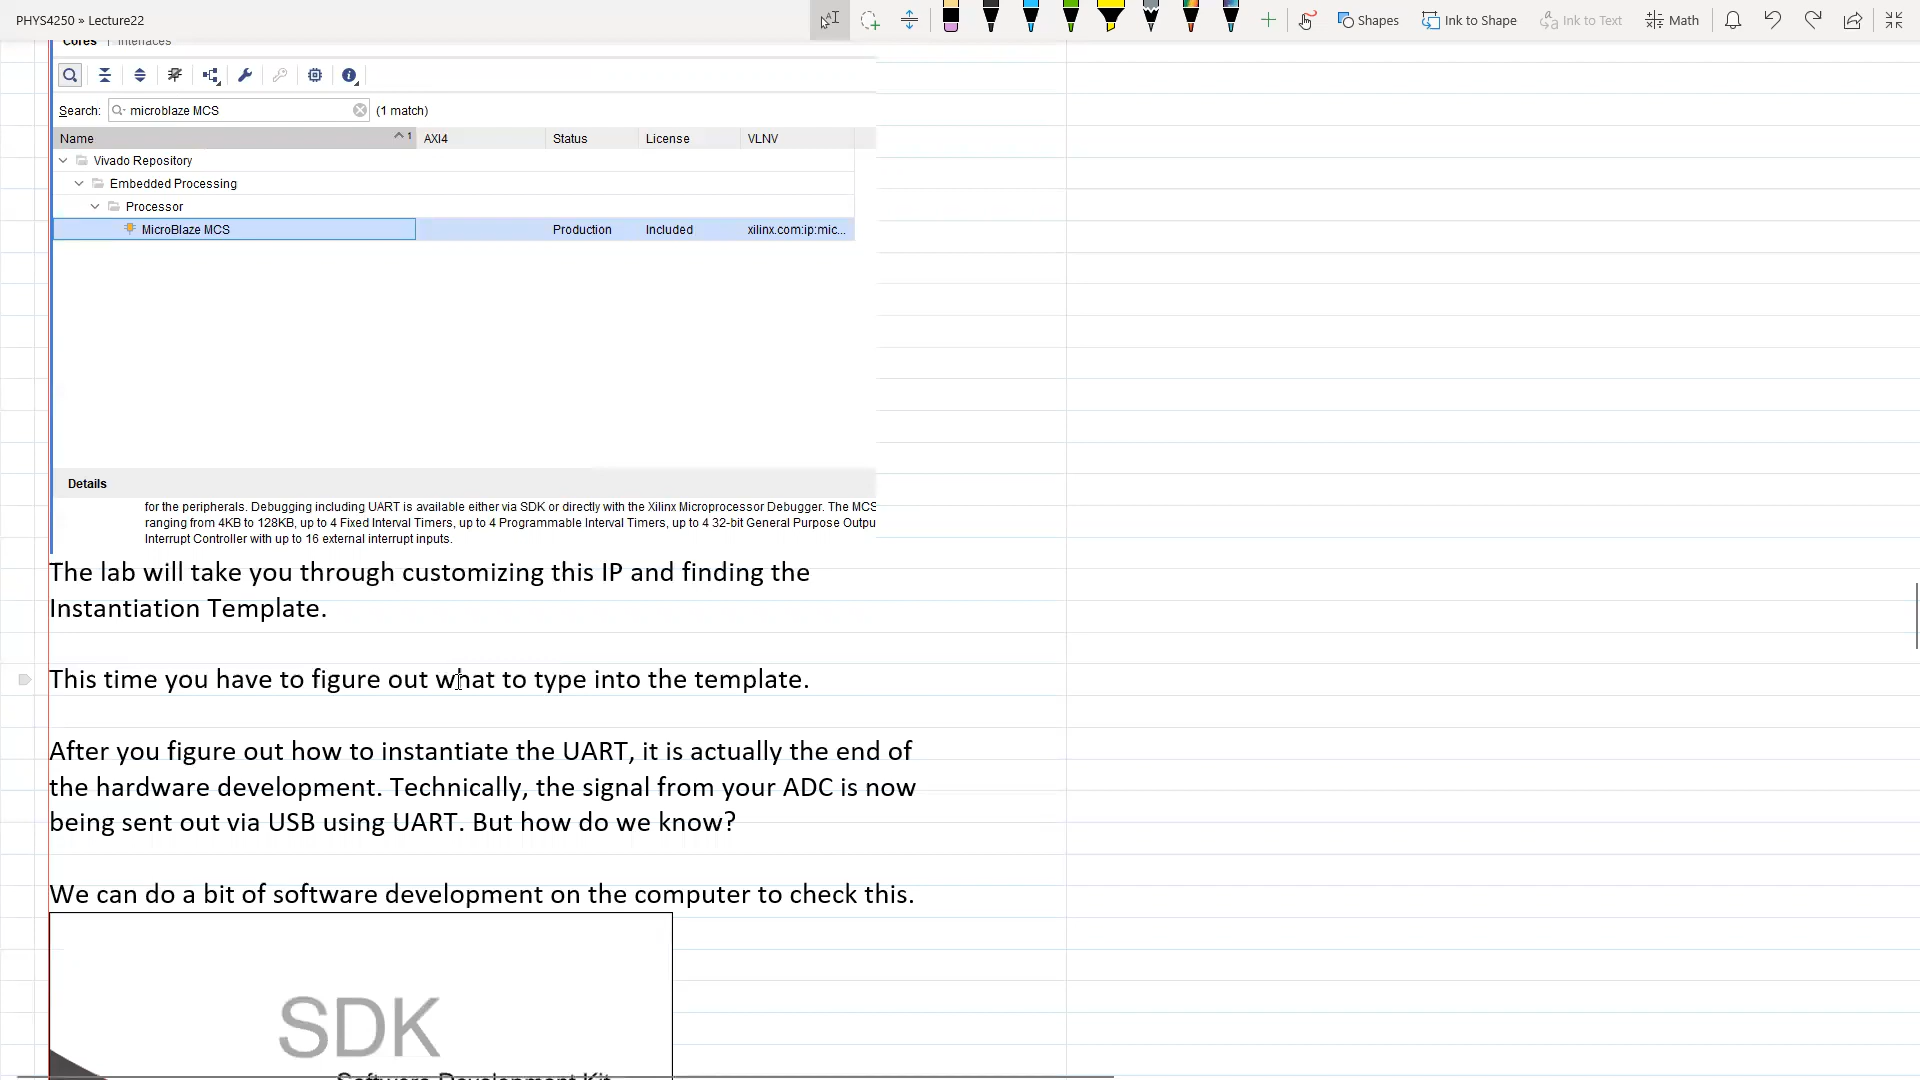 PHYS4250 » Lecture22
Shapes
Ink to Shape
Ink to Text
Math
Cores | Interfaces
Search: microblaze MCS (1 match)
Name ^1 AXI4 Status License VLNV
Vivado Repository
Embedded Processing
Processor
MicroBlaze MCS Production Included xilinx.com:ip:mic...
Details
for the peripherals. Debugging including UART is available either via SDK or directly with the Xilinx Microprocessor Debugger. The MCS
ranging from 4KB to 128KB, up to 4 Fixed Interval Timers, up to 4 Programmable Interval Timers, up to 4 32-bit General Purpose Outpu
Interrupt Controller with up to 16 external interrupt inputs.
The lab will take you through customizing this IP and finding the
Instantiation Template.
This time you have to figure out what to type into the template.
After you figure out how to instantiate the UART, it is actually the end of
the hardware development. Technically, the signal from your ADC is now
being sent out via USB using UART. But how do we know?
We can do a bit of software development on the computer to check this.
SDK
Software Development Kit